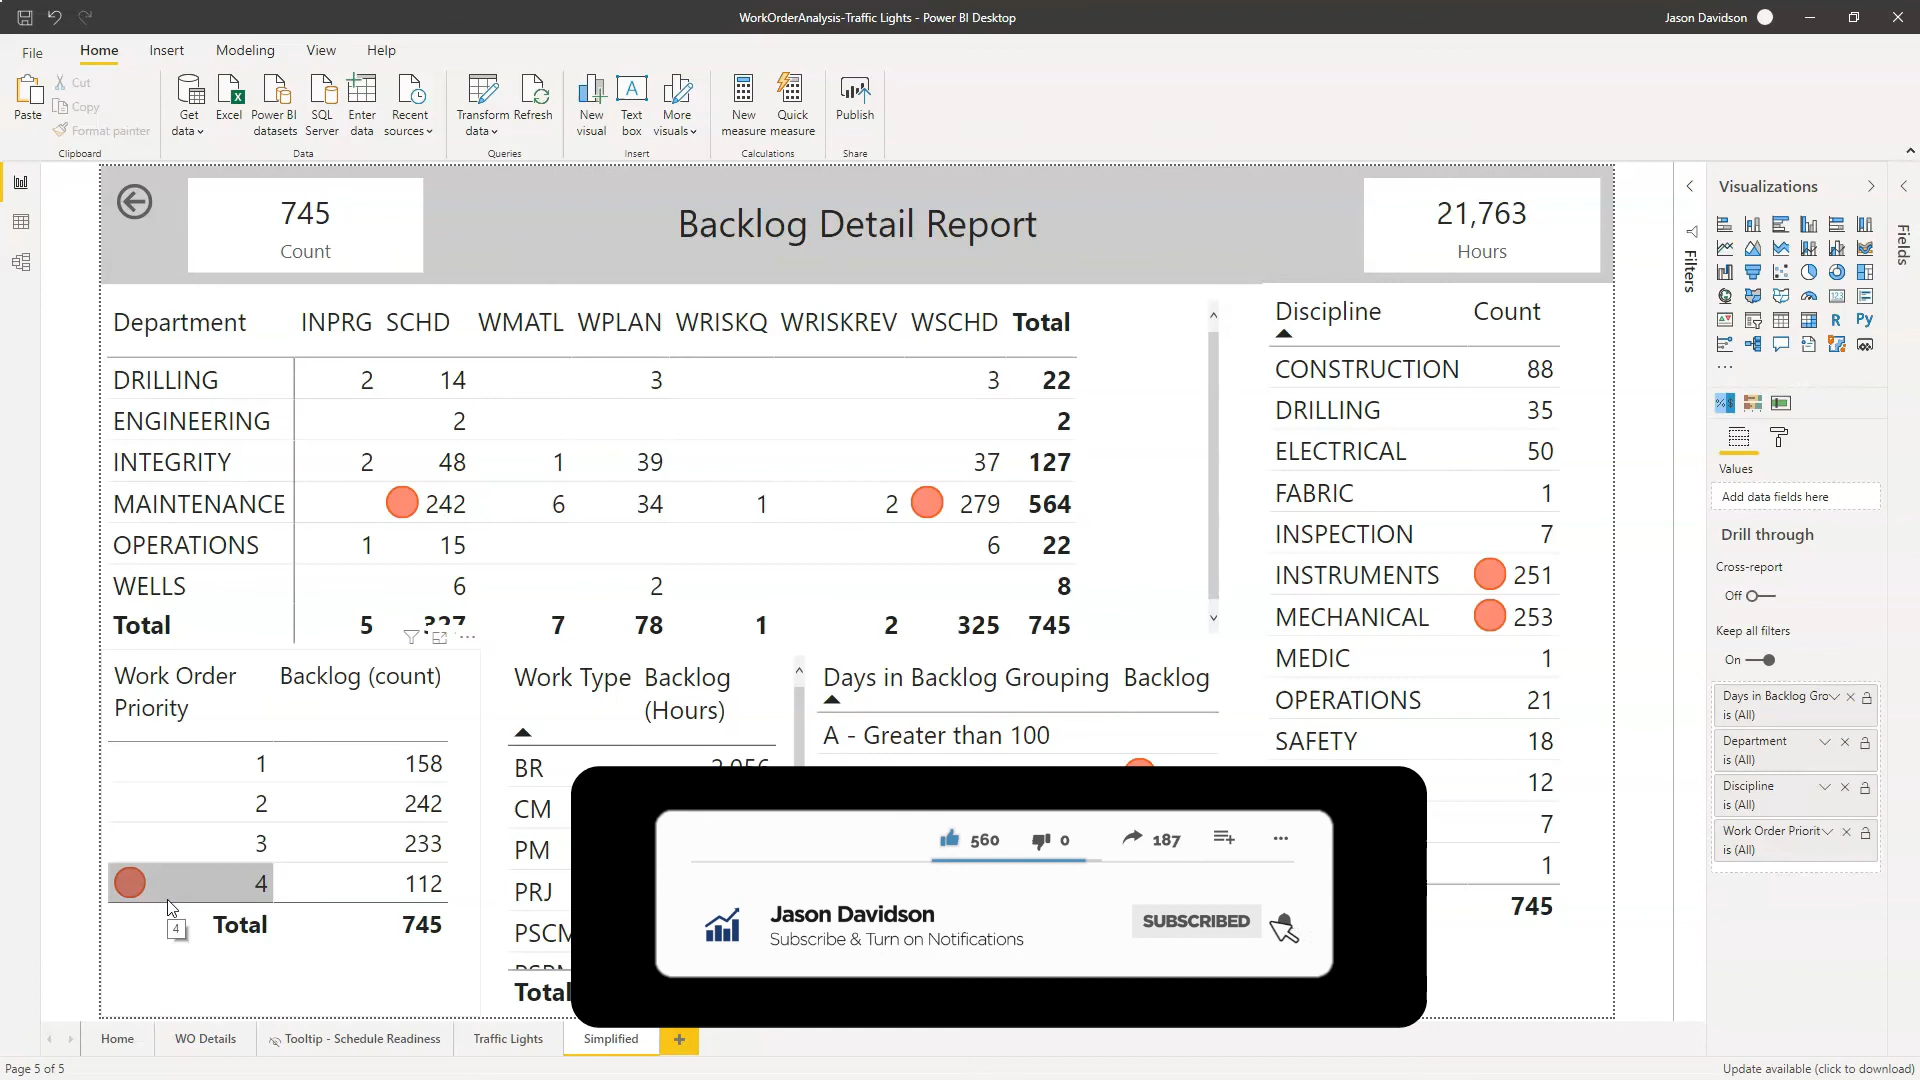 WorkOrderAnalysis-Traffic Lights - Power BI Desktop
Jason Davidson
File Home Insert Modeling View Help
Paste
Cut
Copy
Format painter
Get data
Excel
Power BI datasets
SQL Server
Enter data
Recent sources
Transform data
Refresh
New visual
Text box
More visuals
New measure
Quick measure
Publish
Clipboard Data Queries Insert Calculations Share
745
Count
Backlog Detail Report
21,763
Hours
Department INPRG SCHD WMATL WPLAN WRISKQ WRISKREV WSCHD Total
DRILLING 2 14 3 3 22
ENGINEERING 2 2
INTEGRITY 2 48 1 39 37 127
MAINTENANCE 242 6 34 1 2 279 564
OPERATIONS 1 15 6 22
WELLS 6 2 8
Total 5 327 7 78 1 2 325 745
Discipline Count
CONSTRUCTION 88
DRILLING 35
ELECTRICAL 50
FABRIC 1
INSPECTION 7
INSTRUMENTS 251
MECHANICAL 253
MEDIC 1
OPERATIONS 21
SAFETY 18
12
7
1
745
Work Order Priority Backlog (count)
1 158
2 242
3 233
4 112
4
Total 745
Work Type Backlog (Hours)
BR 2,056
CM
PM
PRJ
PSCM
Total
Days in Backlog Grouping Backlog
A - Greater than 100
560 0 187
Jason Davidson
Subscribe & Turn on Notifications
SUBSCRIBED
Filters
Visualizations
Fields
R Py
Values
Add data fields here
Drill through
Cross-report
Off
Keep all filters
On
Days in Backlog Gro
is (All)
Department
is (All)
Discipline
is (All)
Work Order Priorit
is (All)
Home WO Details Tooltip - Schedule Readiness Traffic Lights Simplified
Page 5 of 5
Update available (click to download)